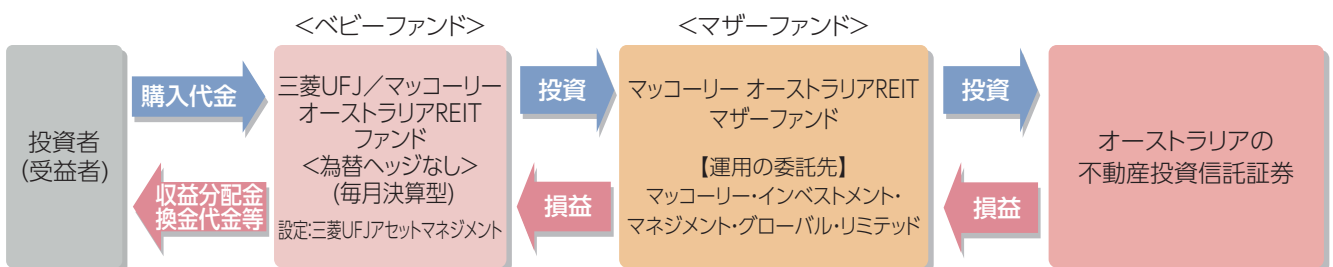 <ベビーファンド>
<マザーファンド>
投資者
(受益者)
購入代金
収益分配金
換金代金等
三菱UFJ/マッコーリー
オーストラリアREIT
ファンド
<為替ヘッジなし>
(毎月決算型)
設定:三菱UFJアセットマネジメント
投資
損益
マッコーリー オーストラリアREIT
マザーファンド
【運用の委託先】
マッコーリー・インベストメント・
マネジメント・グローバル・リミテッド
投資
損益
オーストラリアの
不動産投資信託証券